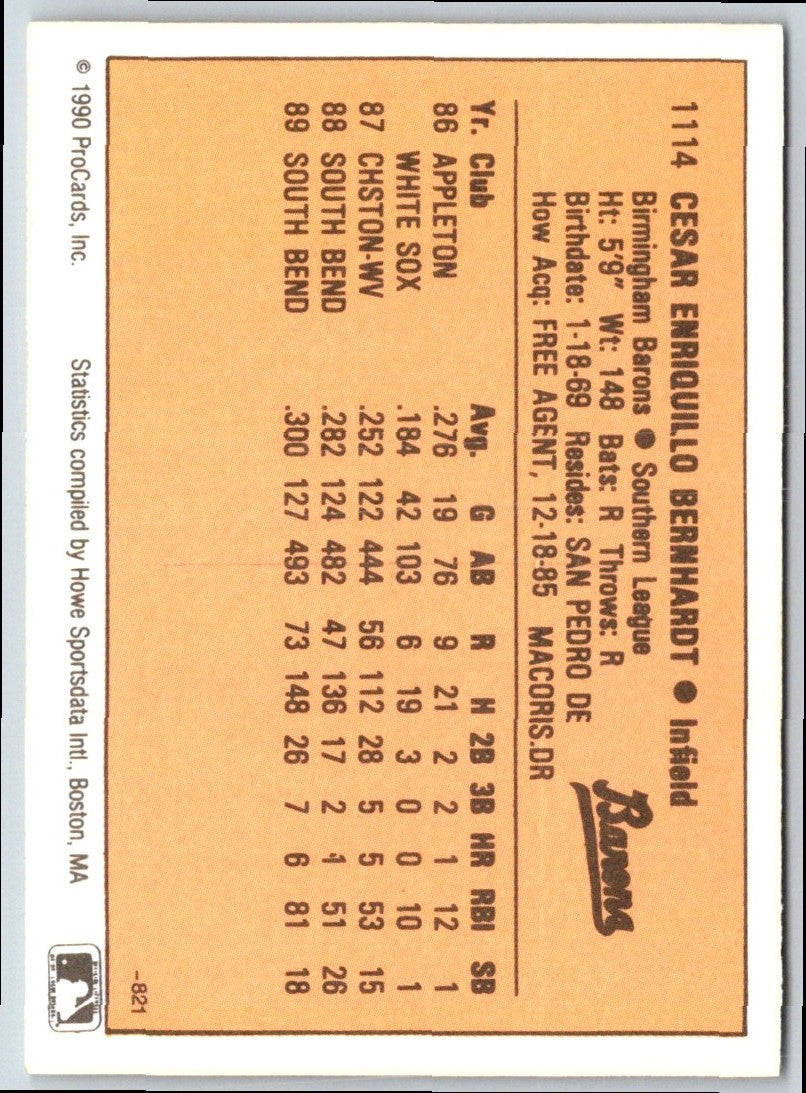 1114 CESAR ENRIQUILLO BERNHARDT ● Infield
Birmingham Barons ● Southern League
Ht: 5'9" Wt: 148 Bats: R Throws: R
Birthdate: 1-18-69 Resides: SAN PEDRO DE
How Acq: FREE AGENT, 12-18-85 MACORIS.DR
Barons
Yr. Club Avg. G AB R H 2B 3B HR RBI SB
86 APPLETON .276 19 76 9 21 2 2 1 12 1
WHITE SOX .184 42 103 6 19 3 0 0 10 1
87 CHSTON-WV .252 122 444 56 112 28 5 5 53 15
88 SOUTH BEND .282 124 482 47 136 17 2 1 51 26
89 SOUTH BEND .300 127 493 73 148 26 7 6 81 18
-821
© 1990 ProCards, Inc. Statistics compiled by Howe Sportsdata Intl., Boston, MA